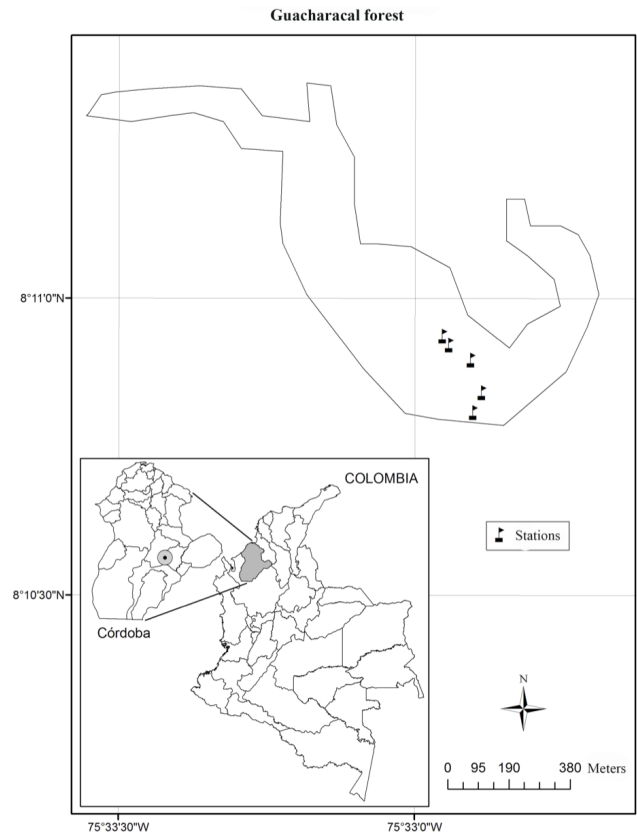 Guacharacal forest
8°11'0"N
COLOMBIA
Stations
8°10'30"N
Córdoba
N
0 95 190 380 Meters
75°33'30"W 75°33'0"W